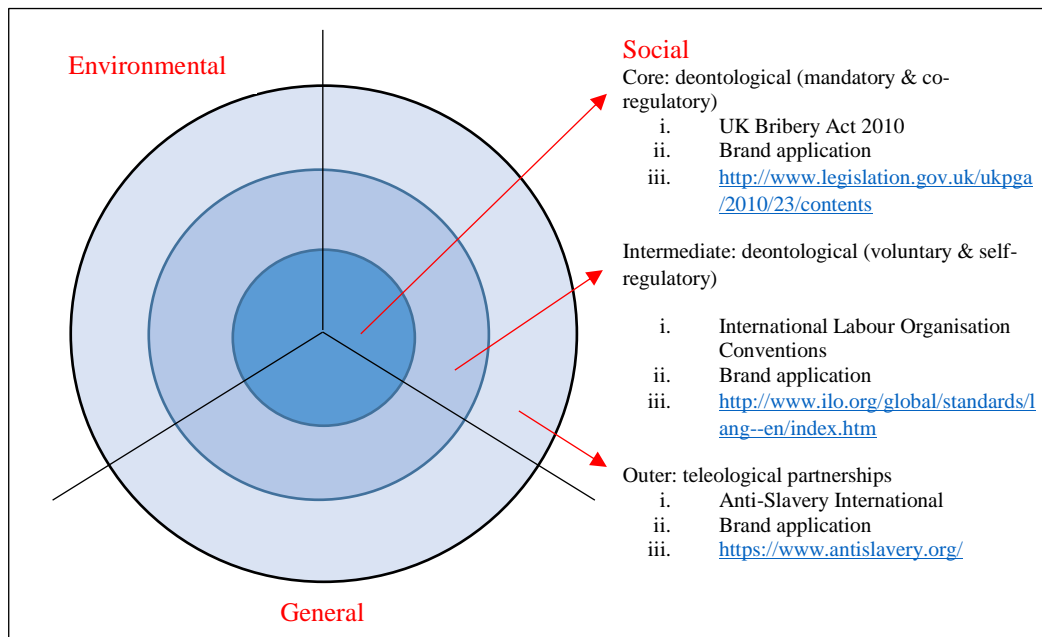 Environmental
Social
Core: deontological (mandatory & co-
regulatory)
i. UK Bribery Act 2010
ii. Brand application
iii. http://www.legislation.gov.uk/ukpga
/2010/23/contents
Intermediate: deontological (voluntary & self-
regulatory)
i. International Labour Organisation
Conventions
ii. Brand application
iii. http://www.ilo.org/global/standards/l
ang--en/index.htm
Outer: teleological partnerships
i. Anti-Slavery International
ii. Brand application
iii. https://www.antislavery.org/
General